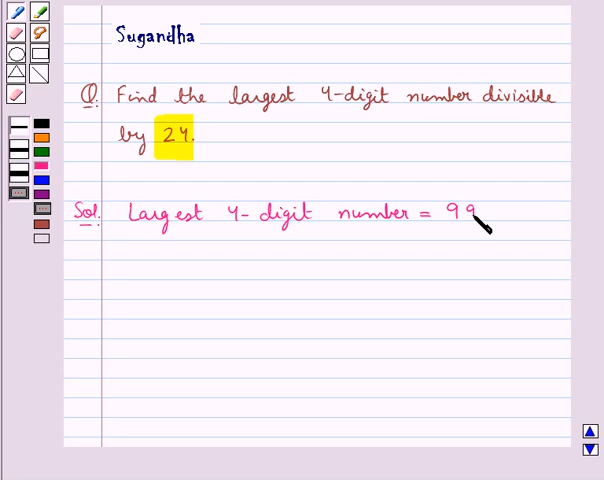 Sugandha
Q. Find the largest 4-digit number divisible
by 24.
Sol. Largest 4-digit number = 99